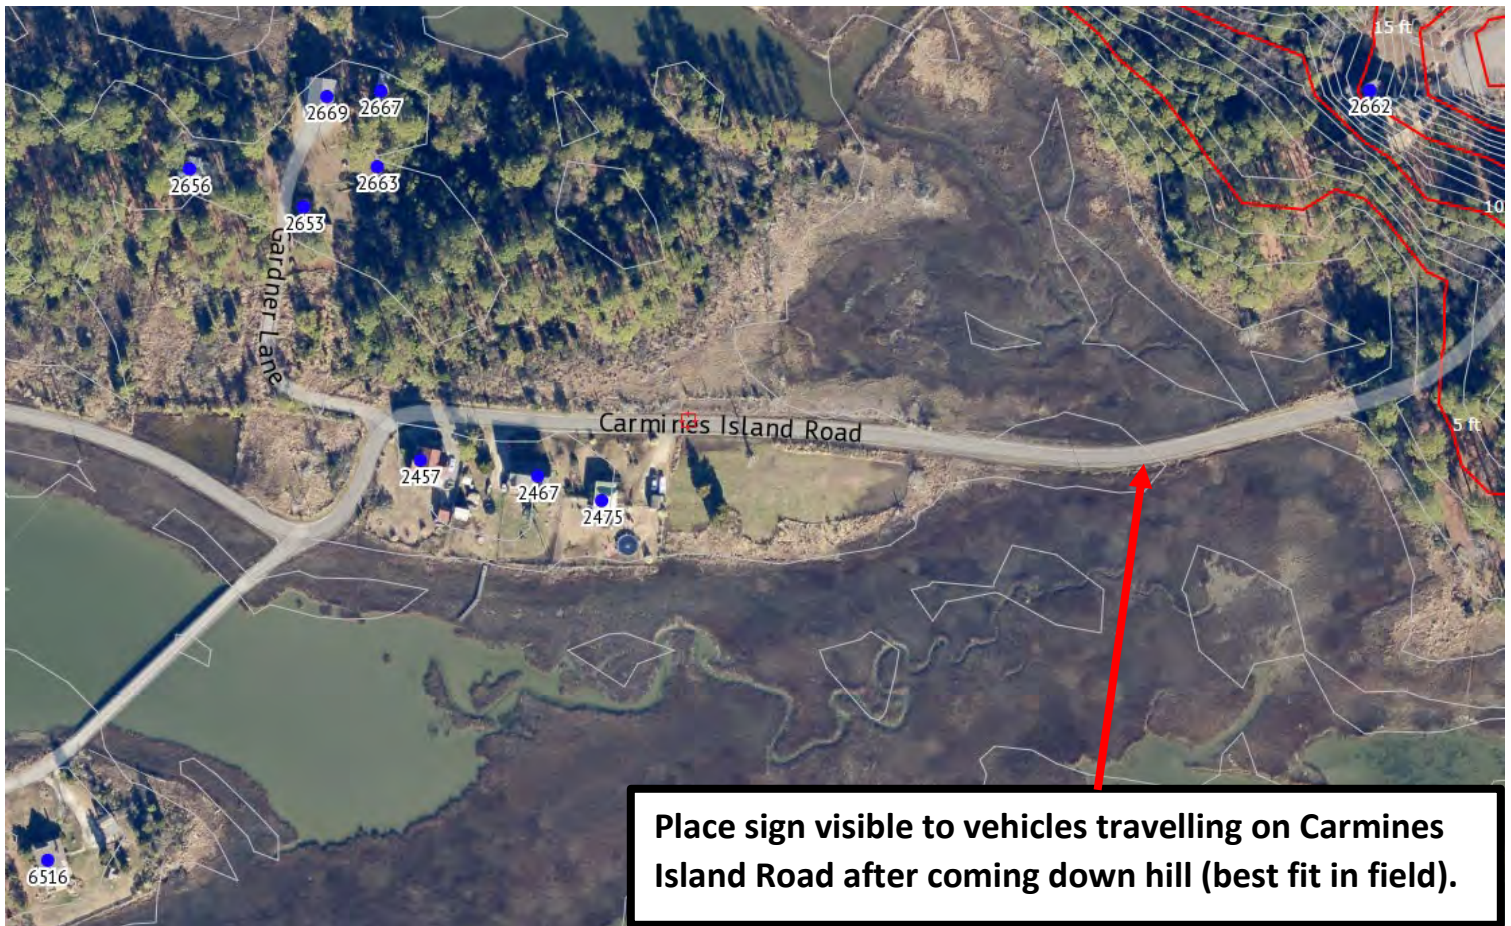 15 ft
2669
2667
2662
2656
2663
2653
10
Gardner Lane
Carmines Island Road
5 ft
2457
2467
2475
Place sign visible to vehicles travelling on Carmines
Island Road after coming down hill (best fit in field).
6516